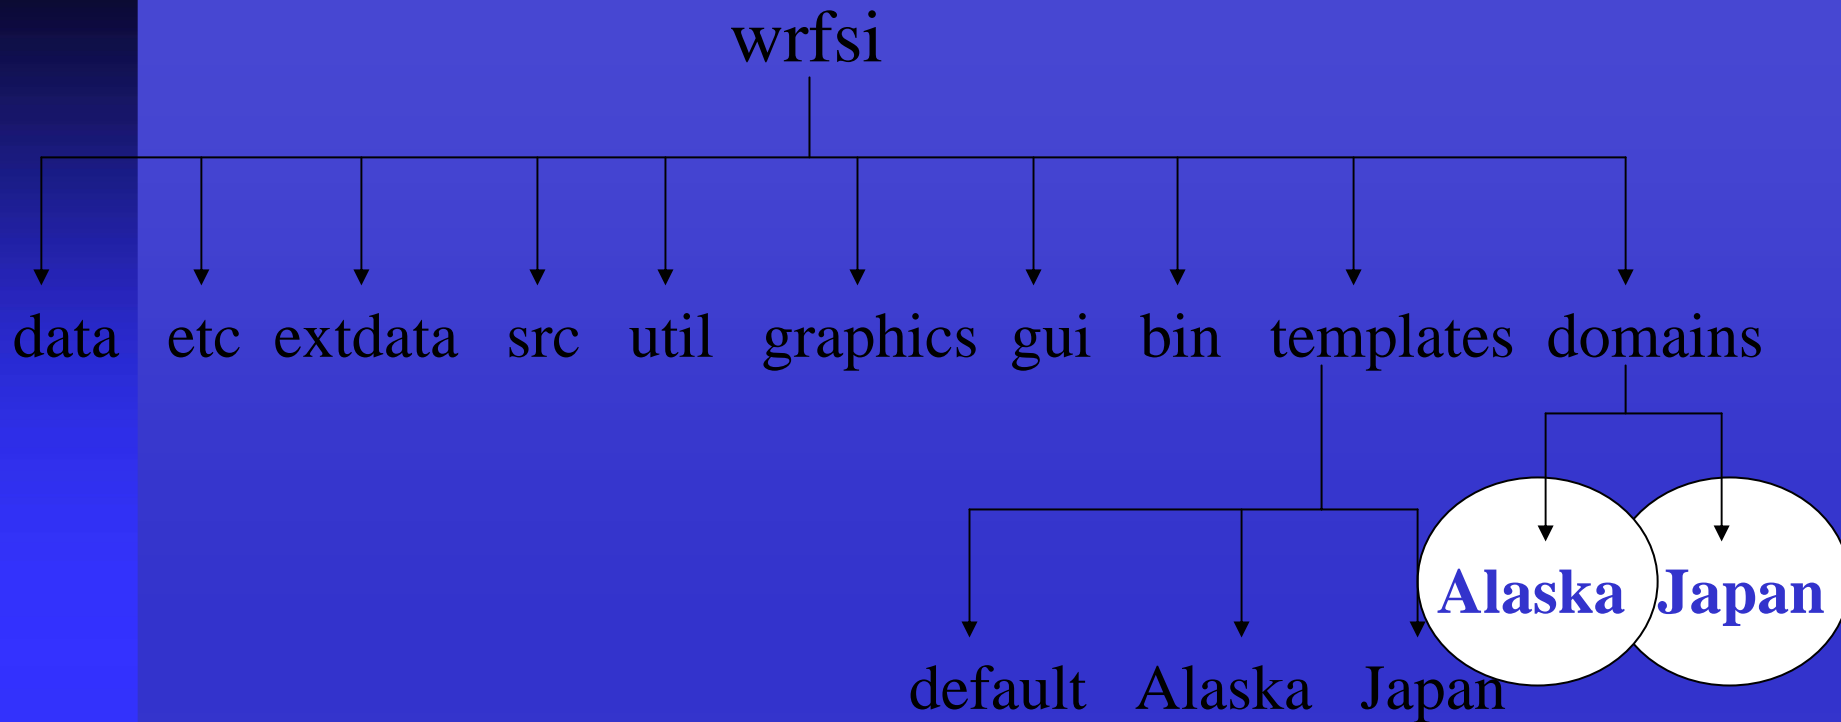 wrfsi
data etc extdata src util graphics gui bin templates domains
Alaska Japan
default Alaska Japan